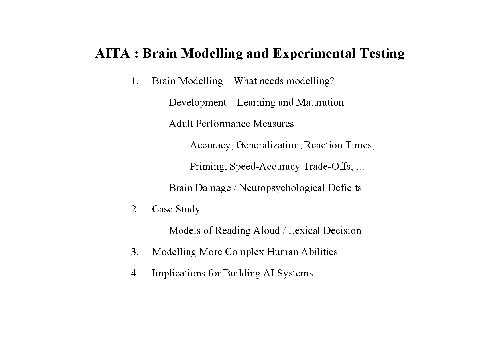 AITA : Brain Modelling and Experimental Testing
1. Brain Modelling – What needs modelling?
Development – Learning and Maturation
Adult Performance Measures
Accuracy, Generalization, Reaction Times,
Priming, Speed-Accuracy Trade-Offs, ...
Brain Damage / Neuropsychological Deficits
2. Case Study
Models of Reading Aloud / Lexical Decision
3. Modelling More Complex Human Abilities
4. Implications for Building AI Systems